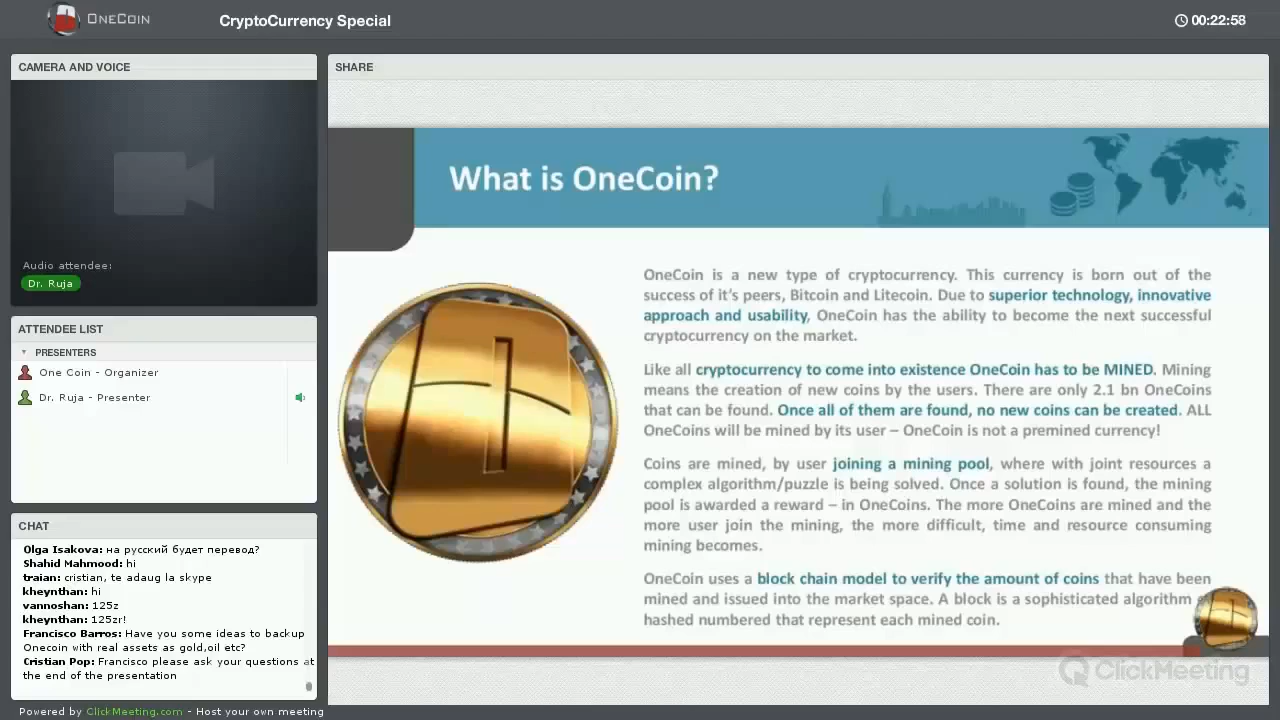 ONECOIN
CryptoCurrency Special
00:22:58
CAMERA AND VOICE
Audio attendee:
Dr. Ruja
ATTENDEE LIST
PRESENTERS
One Coin - Organizer
Dr. Ruja - Presenter
CHAT
Olga Isakova: на русский будет перевод?
Shahid Mahmood: hi
traian: cristian, te adaug la skype
kheynthan: hi
vannoshan: 125z
kheynthan: 125zr!
Francisco Barros: Have you some ideas to backup
Onecoin with real assets as gold,oil etc?
Cristian Pop: Francisco please ask your questions at
the end of the presentation
SHARE
What is OneCoin?
OneCoin is a new type of cryptocurrency. This currency is born out of the
success of it's peers, Bitcoin and Litecoin. Due to superior technology, innovative
approach and usability, OneCoin has the ability to become the next successful
cryptocurrency on the market.
Like all cryptocurrency to come into existence OneCoin has to be MINED. Mining
means the creation of new coins by the users. There are only 2.1 bn OneCoins
that can be found. Once all of them are found, no new coins can be created. ALL
OneCoins will be mined by its user – OneCoin is not a premined currency!
Coins are mined, by user joining a mining pool, where with joint resources a
complex algorithm/puzzle is being solved. Once a solution is found, the mining
pool is awarded a reward – in OneCoins. The more OneCoins are mined and the
more user join the mining, the more difficult, time and resource consuming
mining becomes.
OneCoin uses a block chain model to verify the amount of coins that have been
mined and issued into the market space. A block is a sophisticated algorithm
hashed numbered that represent each mined coin.
ClickMeeting
Powered by ClickMeeting.com - Host your own meeting